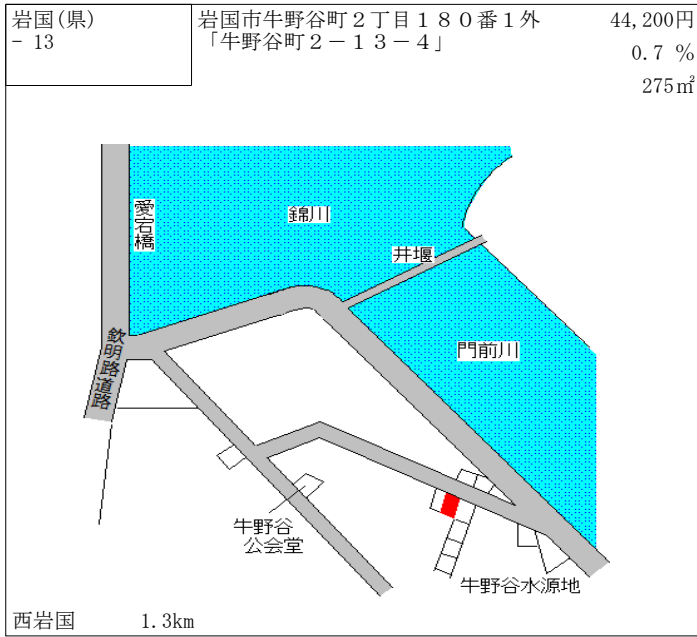 岩国(県)
- 13
岩国市牛野谷町２丁目１８０番１外
「牛野谷町２－１３－４」
44,200円
0.7 %
275㎡
愛宕橋
錦川
井堰
門前川
欽明路道路
牛野谷
公会堂
牛野谷水源地
西岩国 1.3km